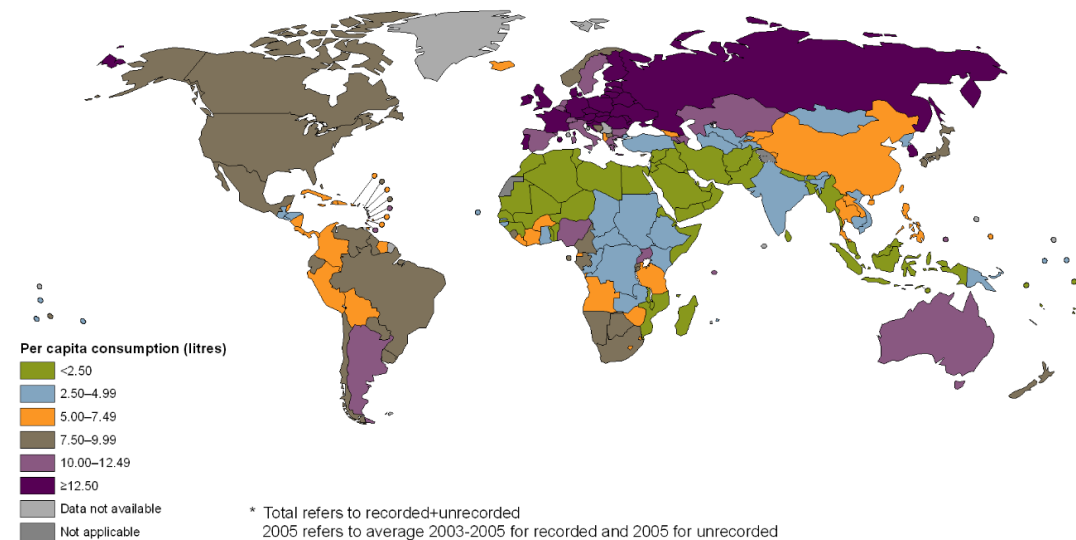 Per capita consumption (litres)
<2.50
2.50–4.99
5.00–7.49
7.50–9.99
10.00–12.49
≥12.50
Data not available
Not applicable
* Total refers to recorded+unrecorded
2005 refers to average 2003-2005 for recorded and 2005 for unrecorded